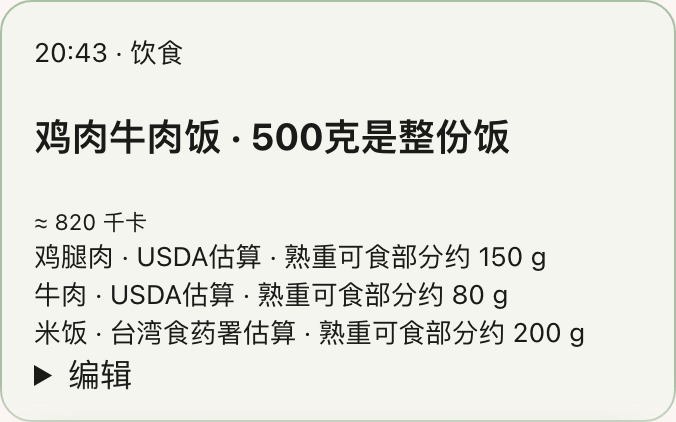 20:43 · 饮食
鸡肉牛肉饭 · 500克是整份饭
≈ 820 千卡
鸡腿肉 · USDA估算 · 熟重可食部分约 150 g
牛肉 · USDA估算 · 熟重可食部分约 80 g
米饭 · 台湾食药署估算 · 熟重可食部分约 200 g
▶ 编辑